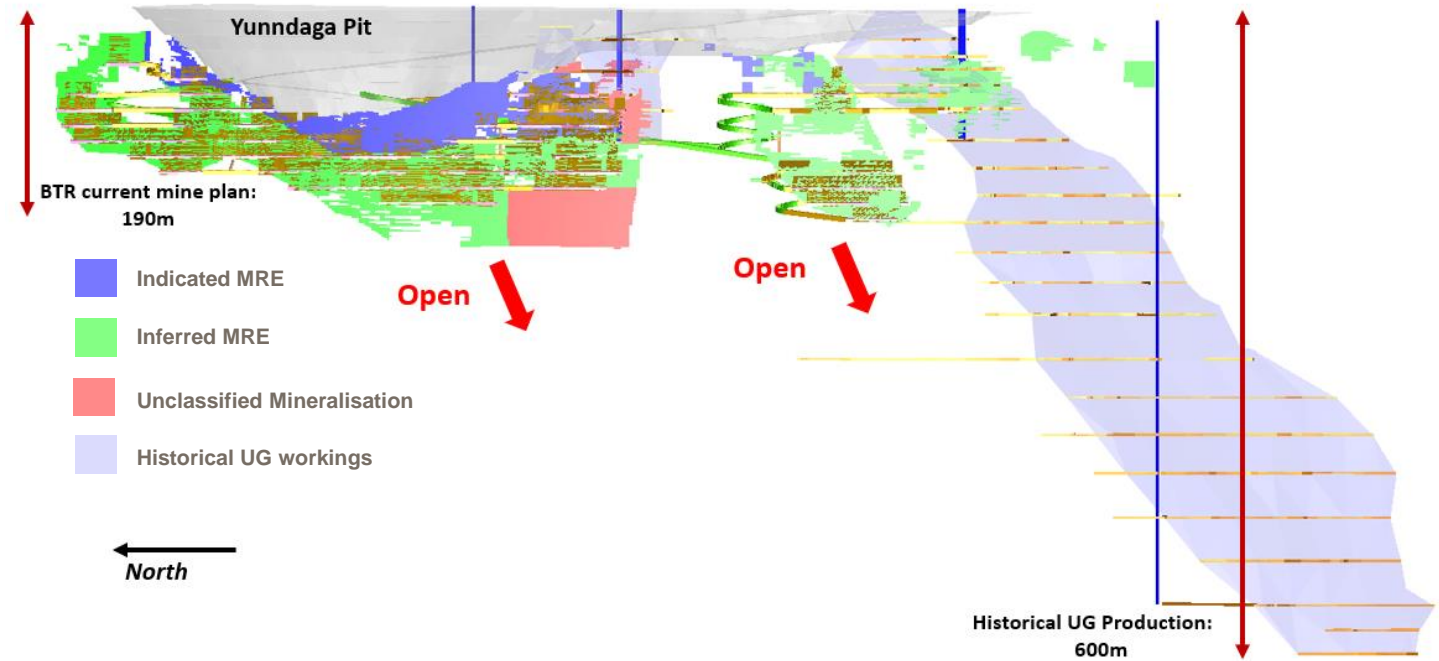 Yunndaga Pit
BTR current mine plan:
190m
Indicated MRE
Inferred MRE
Unclassified Mineralisation
Historical UG workings
Open
Open
North
Historical UG Production:
600m